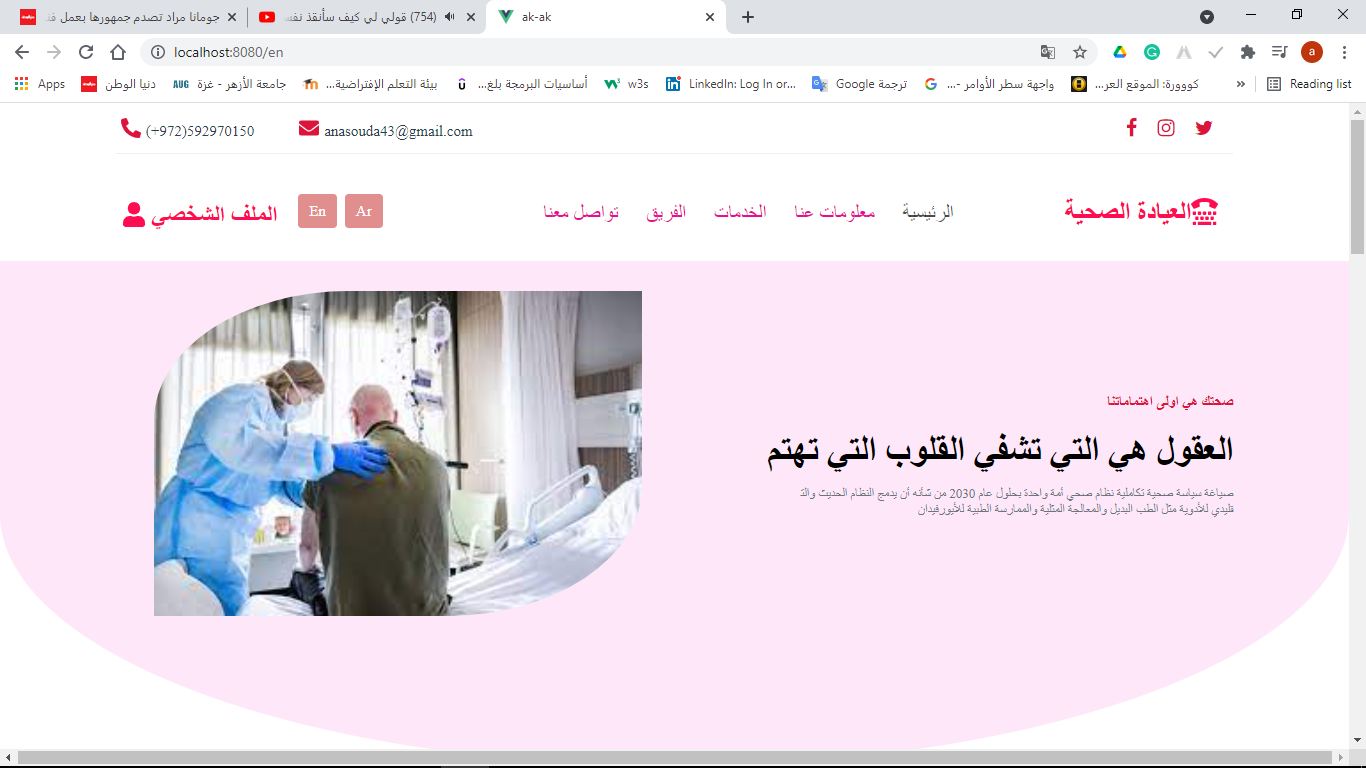 جومانا مراد تصدم جمهورها بعمل
(754) قولي لي كيف سأنقذ نفس
ak-ak
localhost:8080/en
a
Apps
دنيا الوطن
AUG جامعة الأزهر - غزة
بيئة التعلم الإفتراضية...
أساسيات البرمجة بلغ...
w3s
LinkedIn: Log In or...
ترجمة Google
واجهة سطر الأوامر -...
كووورة: الموقع العر...
»
Reading list
(+972)592970150
anasouda43@gmail.com
العيادة الصحية
الرئيسية
معلومات عنا
الخدمات
الفريق
تواصل معنا
Ar
En
الملف الشخصي
صحتك هي اولى اهتماماتنا
العقول هي التي تشفي القلوب التي تهتم
صياغة سياسة صحية تكاملية نظام صحي أمة واحدة بحلول عام 2030 من شأنه أن يدمج النظام الحديث والت
قليدي للأدوية مثل الطب البديل والمعالجة المثلية والممارسة الطبية للأيورفيدان